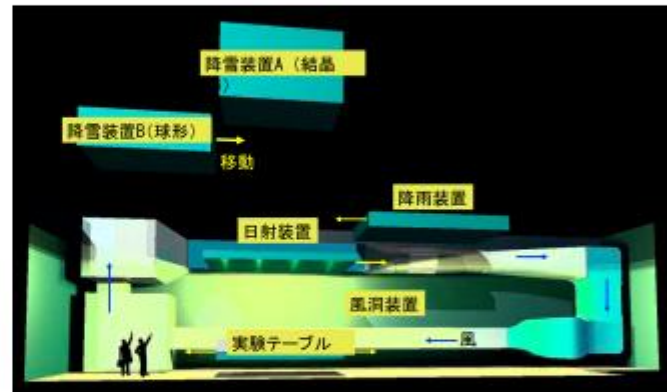 降雪装置A（結晶
）
降雪装置B(球形）
移動
降雨装置
日射装置
風洞装置
実験テーブル
風